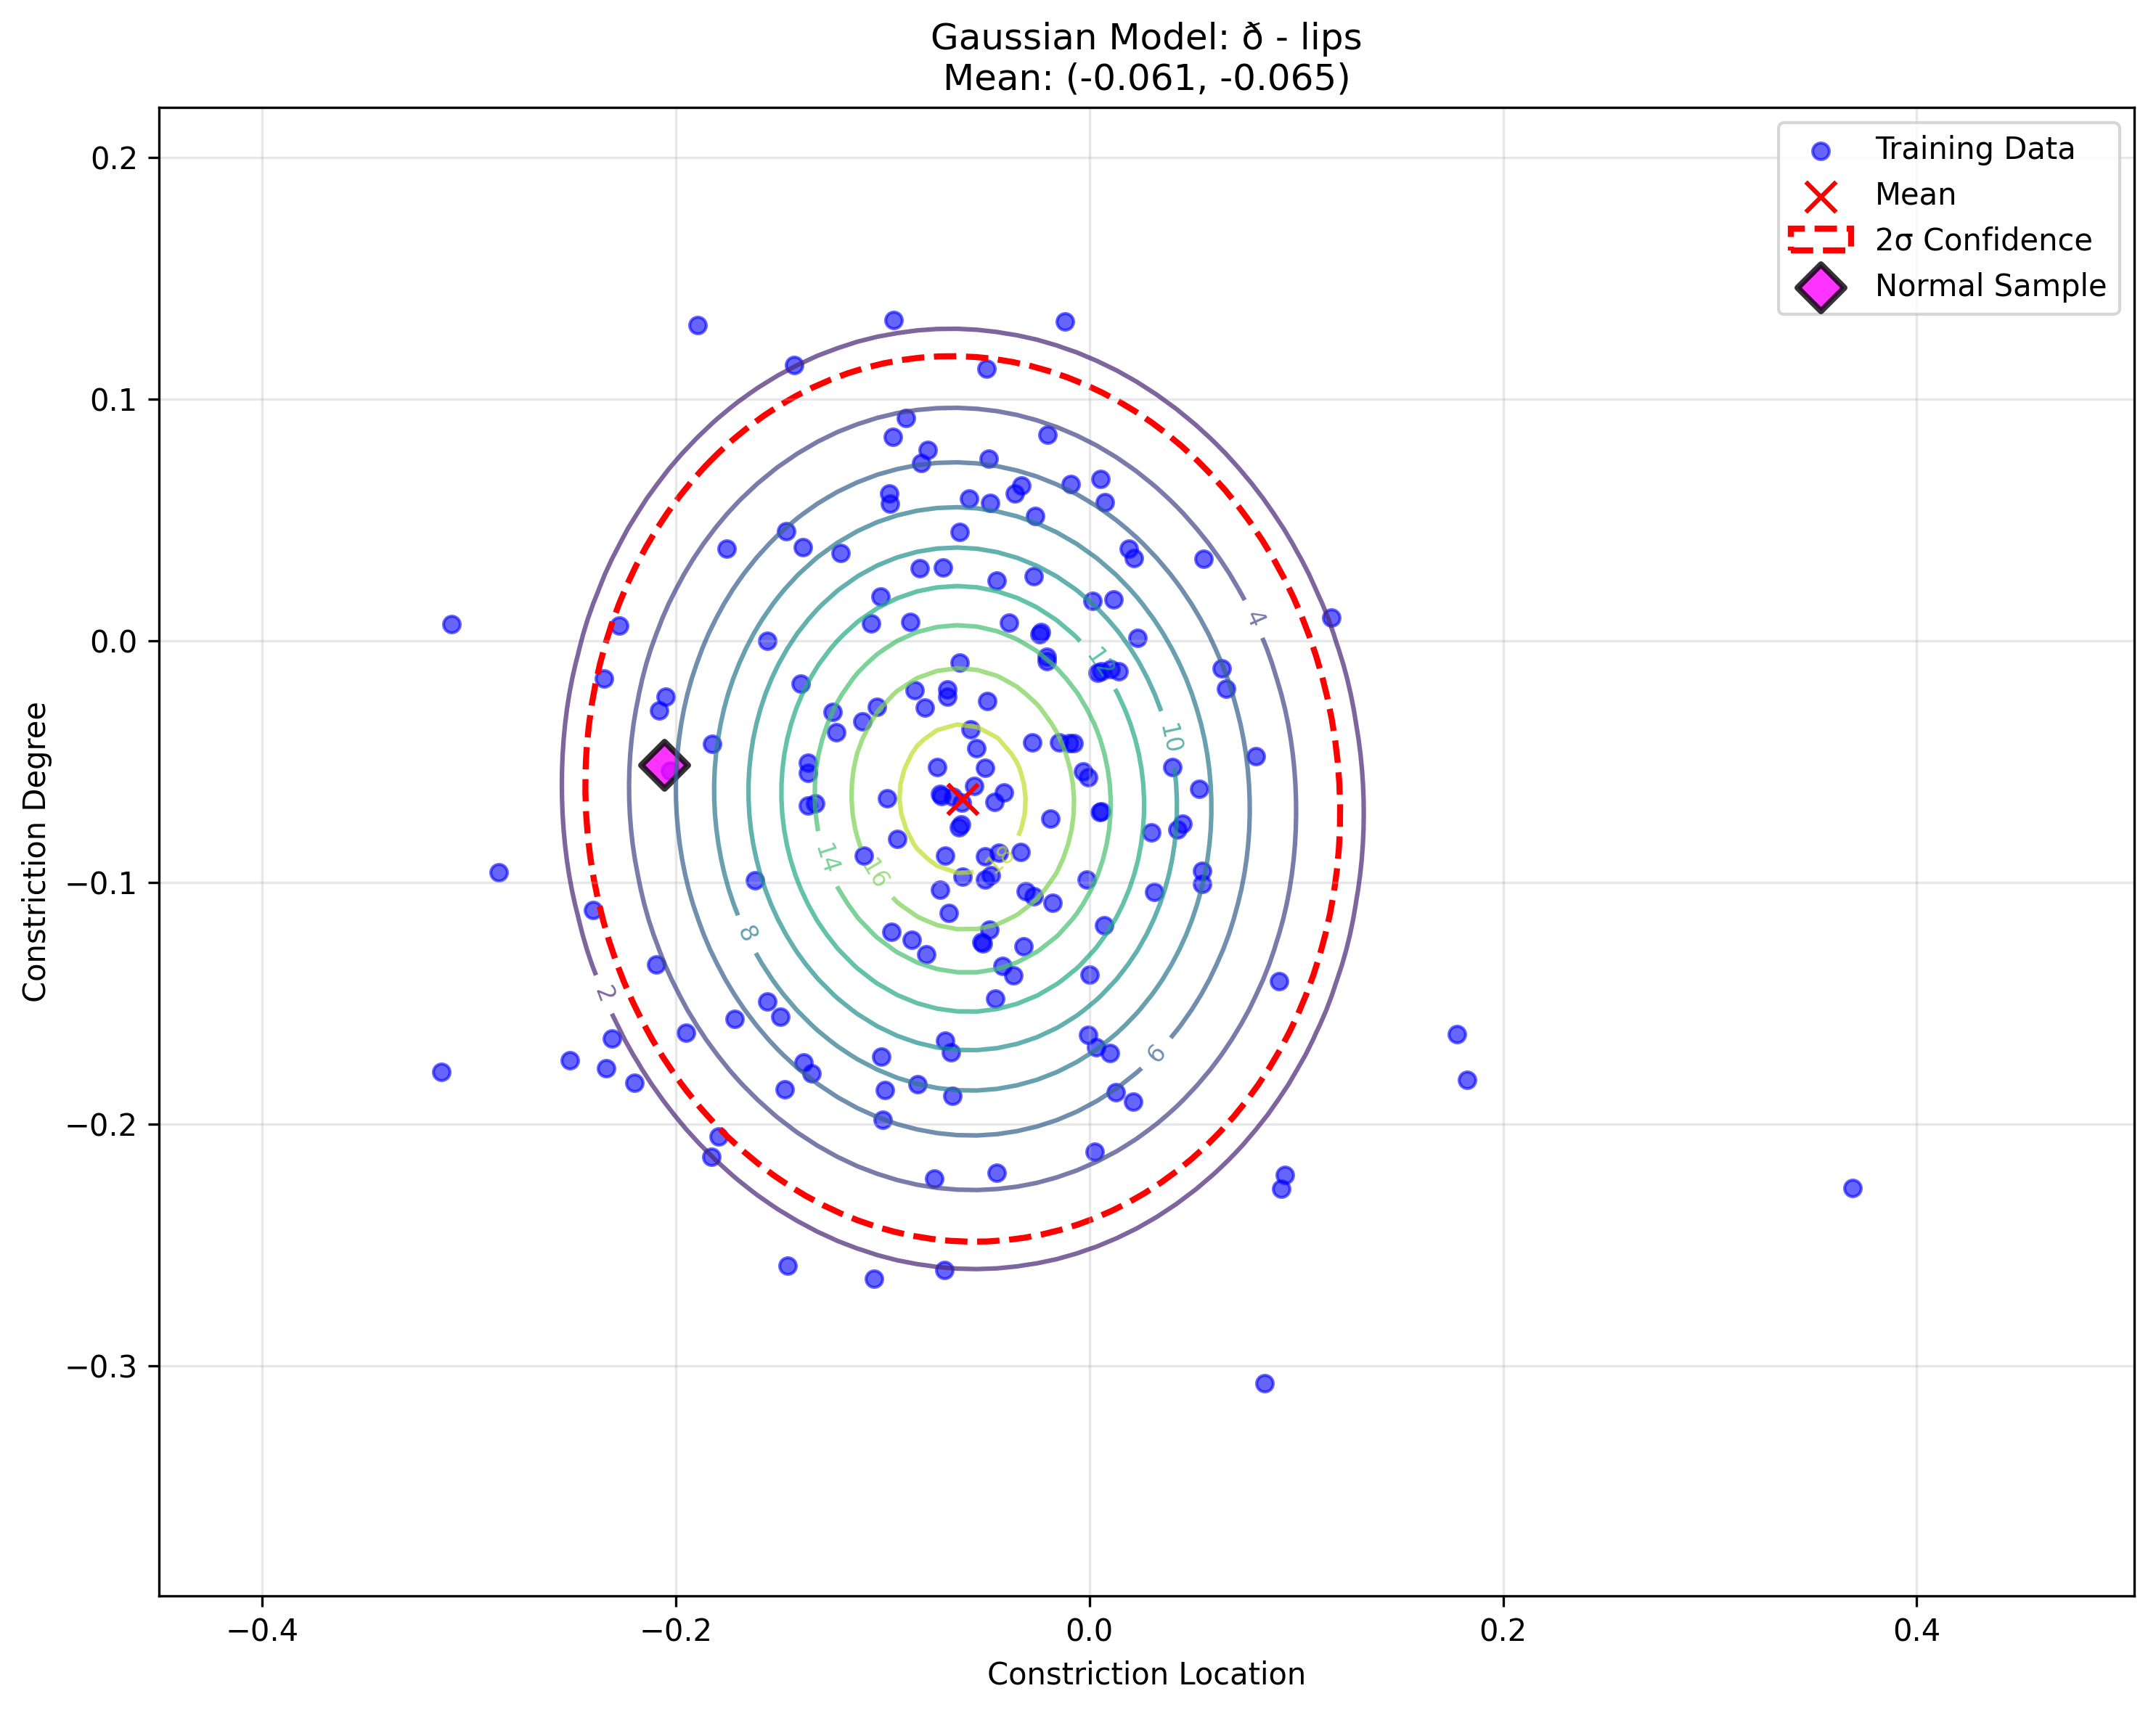 Gaussian Model: ð - lips
Mean: (-0.061, -0.065)
Training Data
Mean
2σ Confidence
Normal Sample
0.2
0.1
0.0
−0.1
−0.2
−0.3
Constriction Degree
4
10
14
16
8
2
6
−0.4
−0.2
0.0
0.2
0.4
Constriction Location